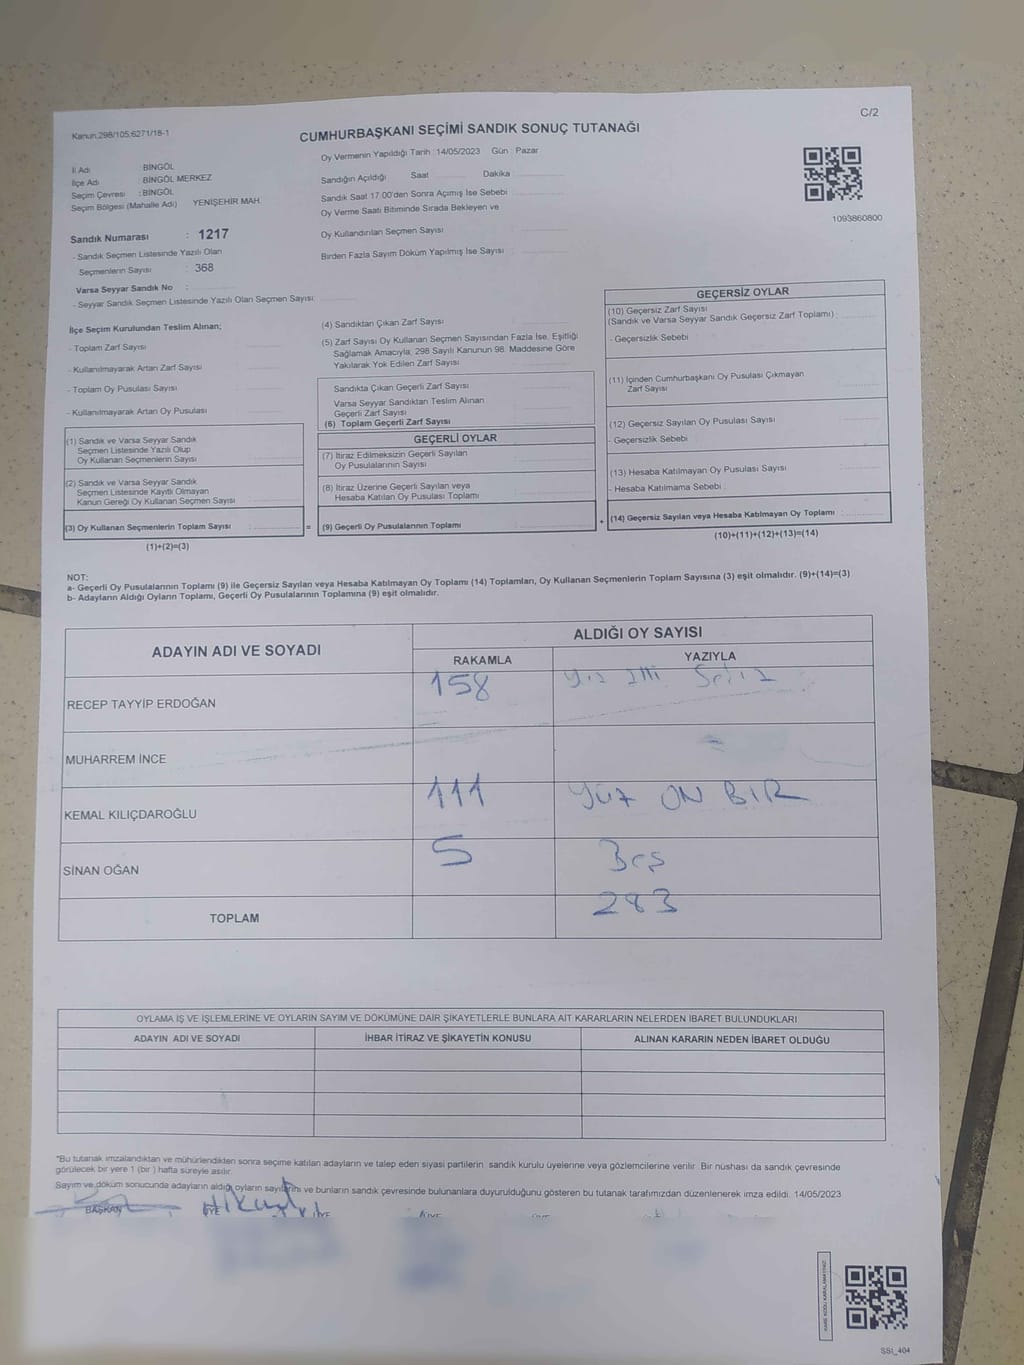 C/2
Kanun.298/105;6271/18-1
CUMHURBAŞKANI SEÇİMİ SANDIK SONUÇ TUTANAĞI
İl Adı : BİNGÖL
İlçe Adı : BİNGÖL MERKEZ
Seçim Çevresi : BİNGÖL
Seçim Bölgesi (Mahalle Adı) YENİŞEHİR MAH.
Oy Vermenin Yapıldığı Tarih : 14/05/2023 Gün : Pazar
Sandığın Açıldığı Saat Dakika
Sandık Saat 17.00'den Sonra Açımış İse Sebebi
Oy Verme Saati Bitiminde Sırada Bekleyen ve
Oy Kullandırılan Seçmen Sayısı
Birden Fazla Sayım Döküm Yapılmış İse Sayısı
1093860800
Sandık Numarası : 1217
- Sandık Seçmen Listesinde Yazılı Olan
Seçmenlerin Sayısı : 368
Varsa Seyyar Sandık No :
- Seyyar Sandık Seçmen Listesinde Yazılı Olan Seçmen Sayısı:
İlçe Seçim Kurulundan Teslim Alınan;
- Toplam Zarf Sayısı
- Kullanılmayarak Artan Zarf Sayısı
- Toplam Oy Pusulası Sayısı
- Kullanılmayarak Artan Oy Pusulası
(1) Sandık ve Varsa Seyyar Sandık
Seçmen Listesinde Yazılı Olup
Oy Kullanan Seçmenlerin Sayısı
(2) Sandık ve Varsa Seyyar Sandık
Seçmen Listesinde Kayıtlı Olmayan
Kanun Gereği Oy Kullanan Seçmen Sayısı
(3) Oy Kullanan Seçmenlerin Toplam Sayısı :
(1)+(2)=(3)
(4) Sandıktan Çıkan Zarf Sayısı
(5) Zarf Sayısı Oy Kullanan Seçmen Sayısından Fazla İse, Eşitliği
Sağlamak Amacıyla, 298 Sayılı Kanunun 98. Maddesine Göre
Yakılarak Yok Edilen Zarf Sayısı
Sandıkta Çıkan Geçerli Zarf Sayısı
Varsa Seyyar Sandıktan Teslim Alınan
Geçerli Zarf Sayısı
(6) Toplam Geçerli Zarf Sayısı
GEÇERLİ OYLAR
(7) İtiraz Edilmeksizin Geçerli Sayılan
Oy Pusulalarının Sayısı
(8) İtiraz Üzerine Geçerli Sayılan veya
Hesaba Katılan Oy Pusulası Toplamı
= (9) Geçerli Oy Pusulalarının Toplamı
GEÇERSİZ OYLAR
(10) Geçersiz Zarf Sayısı
(Sandık ve Varsa Seyyar Sandık Geçersiz Zarf Toplamı) :
- Geçersizlik Sebebi
(11) İçinden Cumhurbaşkanı Oy Pusulası Çıkmayan
Zarf Sayısı
(12) Geçersiz Sayılan Oy Pusulası Sayısı
- Geçersizlik Sebebi
(13) Hesaba Katılmayan Oy Pusulası Sayısı
- Hesaba Katılmama Sebebi
+ (14) Geçersiz Sayılan veya Hesaba Katılmayan Oy Toplamı :
(10)+(11)+(12)+(13)=(14)
NOT:
a- Geçerli Oy Pusulalarının Toplamı (9) ile Geçersiz Sayılan veya Hesaba Katılmayan Oy Toplamı (14) Toplamları, Oy Kullanan Seçmenlerin Toplam Sayısına (3) eşit olmalıdır. (9)+(14)=(3)
b- Adayların Aldığı Oyların Toplamı, Geçerli Oy Pusulalarının Toplamına (9) eşit olmalıdır.
ADAYIN ADI VE SOYADI ALDIĞI OY SAYISI
RAKAMLA YAZIYLA
RECEP TAYYİP ERDOĞAN 158
MUHARREM İNCE
KEMAL KILIÇDAROĞLU 111 yüz ON BIR
SİNAN OĞAN 5 Beş
TOPLAM 283
OYLAMA İŞ VE İŞLEMLERİNE VE OYLARIN SAYIM VE DÖKÜMÜNE DAİR ŞİKAYETLERLE BUNLARA AİT KARARLARIN NELERDEN İBARET BULUNDUKLARI
ADAYIN ADI VE SOYADI İHBAR İTİRAZ VE ŞİKAYETİN KONUSU ALINAN KARARIN NEDEN İBARET OLDUĞU
*Bu tutanak imzalandıktan ve mühürlendikten sonra seçime katılan adayların ve talep eden siyasi partilerin sandık kurulu üyelerine veya gözlemcilerine verilir. Bir nüshası da sandık çevresinde
görülecek bir yere 1 (bir ) hafta süreyle asılır.
Sayım ve döküm sonucunda adayların aldığı oyların sayılarını ve bunların sandık çevresinde bulunanlara duyurulduğunu gösteren bu tutanak tarafımızdan düzenlenerek imza edildi. 14/05/2023
BAŞKAN ÜYE
KARE KODU KARALAMAYINIZ!
SSI_404